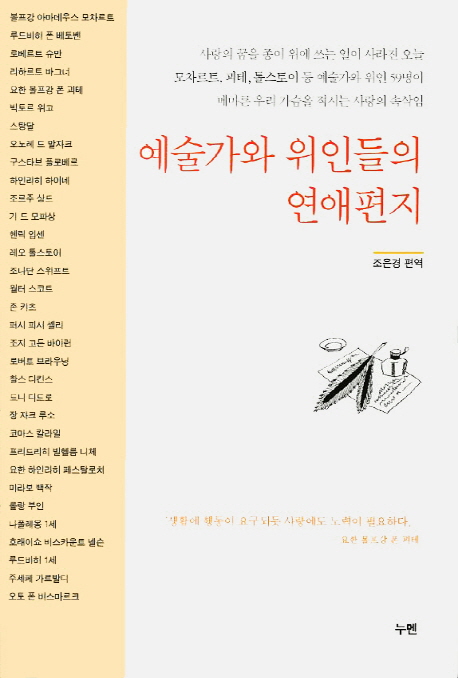 볼프강 아마데우스 모차르트
루드비히 폰 베토벤
로베르트 슈만
리하르트 바그너
요한 볼프강 폰 괴테
빅토르 위고
스탕달
오노레 드 발자크
구스타브 플로베르
하인리히 하이네
조르주 상드
기 드 모파상
헨릭 입센
레오 톨스토이
조나단 스위프트
월터 스코트
존 키츠
퍼시 피시 셸리
조지 고든 바이런
로버트 브라우닝
찰스 디킨스
드니 디드로
장 자크 루소
토마스 칼라일
프리드리히 빌헬름 니체
요한 하인리히 페스탈로치
미라보 백작
롤랑 부인
나폴레옹 1세
호레이쇼 비스카운트 넬슨
루드비히 1세
주세페 가르발디
오토 폰 비스마르크
사랑의 꿈을 종이 위에 쓰는 일이 사라진 오늘
모차르트, 괴테, 톨스토이 등 예술가와 위인
메마른 우리 가슴을 적시는 사랑의 속삭임
예술가와 위인들의
연애편지
조은경 편역
생활에 행동이 요구되듯 사랑에도 노력이 필요하다.
요한 볼프강 폰 괴테
누멘